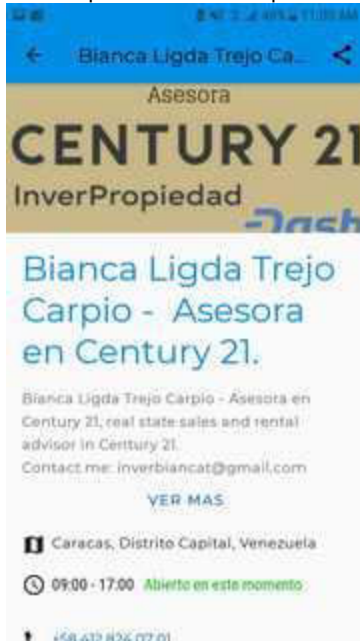 Bianca Ligda Trejo Ca...
Asesora
CENTURY 21
InverPropiedad
Dash
Bianca Ligda Trejo
Carpio - Asesora
en Century 21.
Bianca Ligda Trejo Carpio - Asesora en
Century 21, real state sales and rental
advisor in Century 21.
Contact me: inverbiancat@gmail.com
VER MAS
Caracas, Distrito Capital, Venezuela
09:00 - 17:00 Abierto en este momento